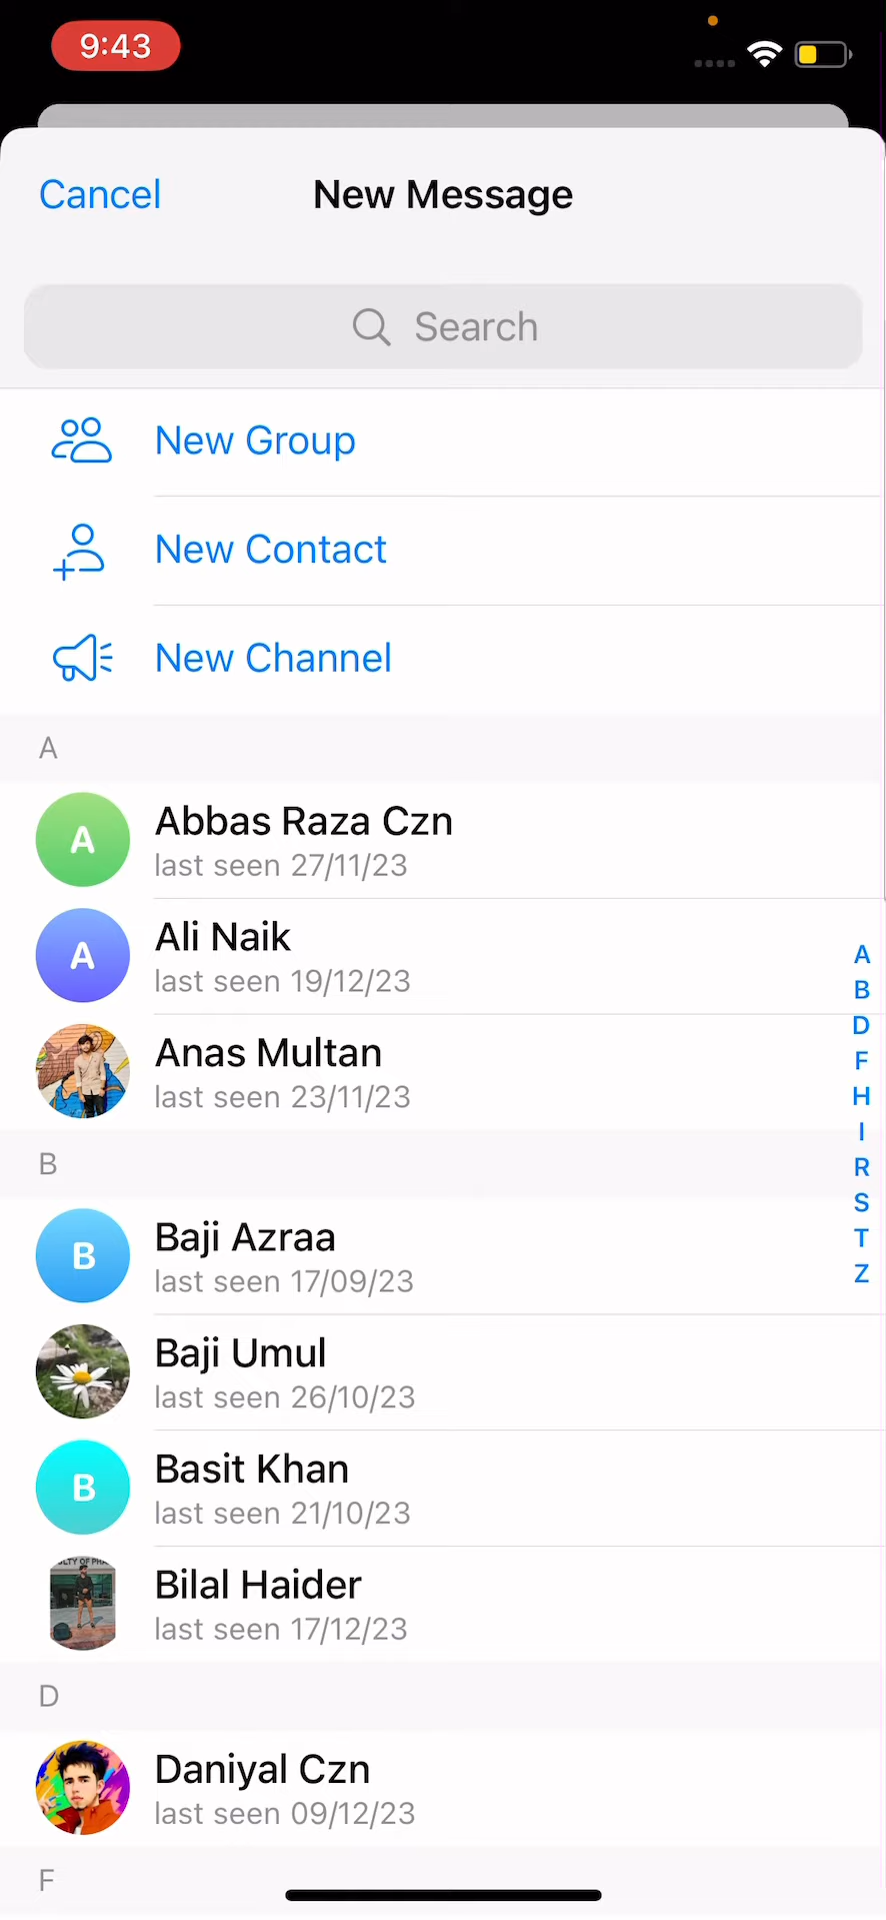 9:43
Cancel
New Message
Search
New Group
New Contact
New Channel
A
A
Abbas Raza Czn
last seen 27/11/23
A
Ali Naik
last seen 19/12/23
Anas Multan
last seen 23/11/23
B
B
Baji Azraa
last seen 17/09/23
Baji Umul
last seen 26/10/23
B
Basit Khan
last seen 21/10/23
Bilal Haider
last seen 17/12/23
D
Daniyal Czn
last seen 09/12/23
F
A
B
D
F
H
I
R
S
T
Z